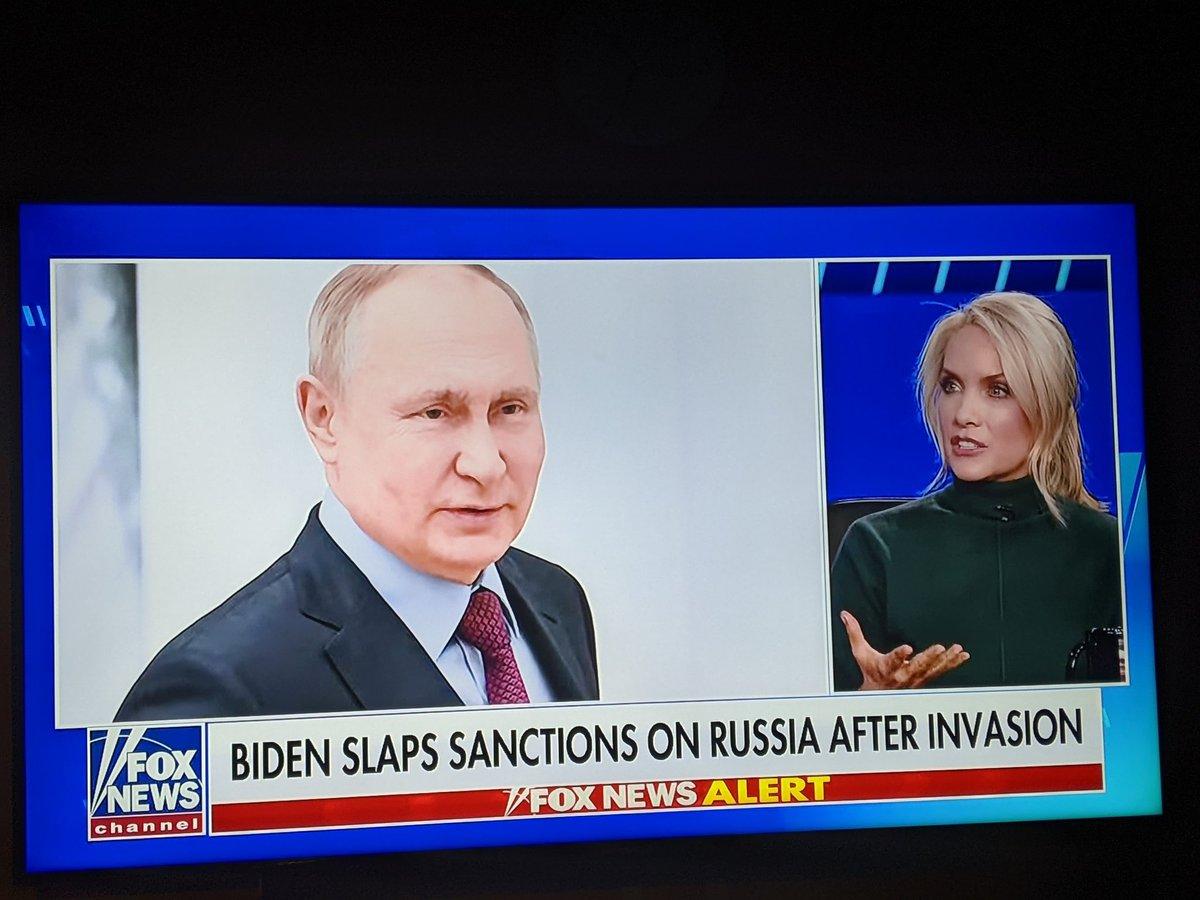 BIDEN SLAPS SANCTIONS ON RUSSIA AFTER INVASION
FOX
NEWS
channel
FOX NEWS ALERT